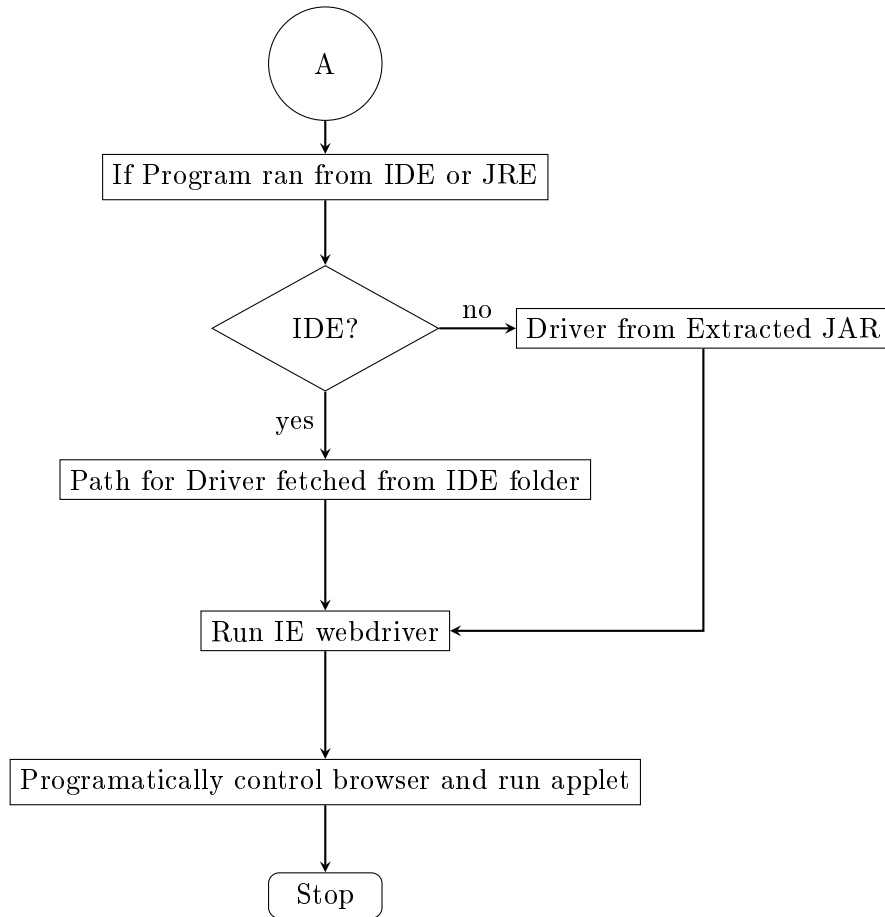 A
If Program ran from IDE or JRE
IDE?
no
Driver from Extracted JAR
yes
Path for Driver fetched from IDE folder
Run IE webdriver
Programatically control browser and run applet
Stop